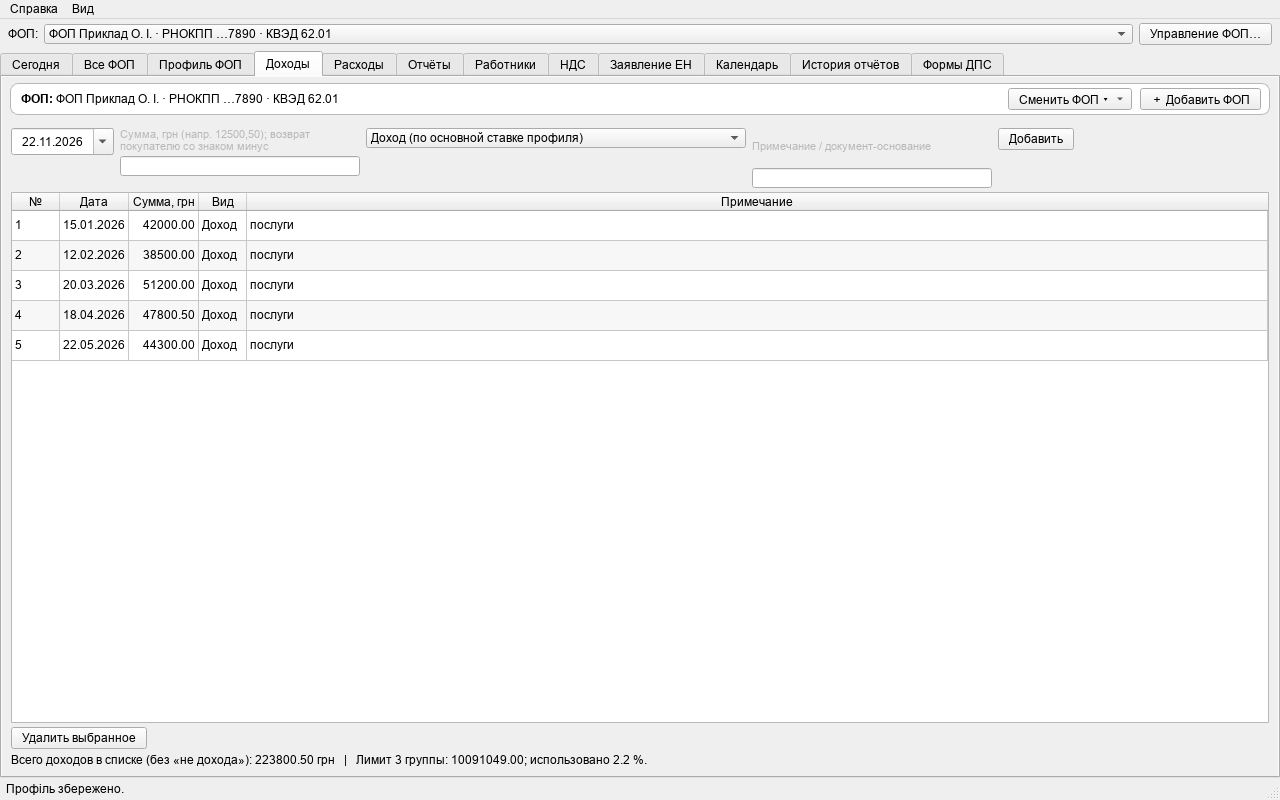 Справка Вид
ФОП: ФОП Приклад О. І. · РНОКПП …7890 · КВЭД 62.01 Управление ФОП…
Сегодня Все ФОП Профиль ФОП Доходы Расходы Отчёты Работники НДС Заявление ЕН Календарь История отчётов Формы ДПС
ФОП: ФОП Приклад О. І. · РНОКПП …7890 · КВЭД 62.01 Сменить ФОП + Добавить ФОП
22.11.2026 Сумма, грн (напр. 12500,50); возврат
покупателю со знаком минус
Доход (по основной ставке профиля)
Примечание / документ-основание
Добавить
№ Дата Сумма, грн Вид Примечание
1 15.01.2026 42000.00 Доход послуги
2 12.02.2026 38500.00 Доход послуги
3 20.03.2026 51200.00 Доход послуги
4 18.04.2026 47800.50 Доход послуги
5 22.05.2026 44300.00 Доход послуги
Удалить выбранное
Всего доходов в списке (без «не дохода»): 223800.50 грн | Лимит 3 группы: 10091049.00; использовано 2.2 %.
Профіль збережено.